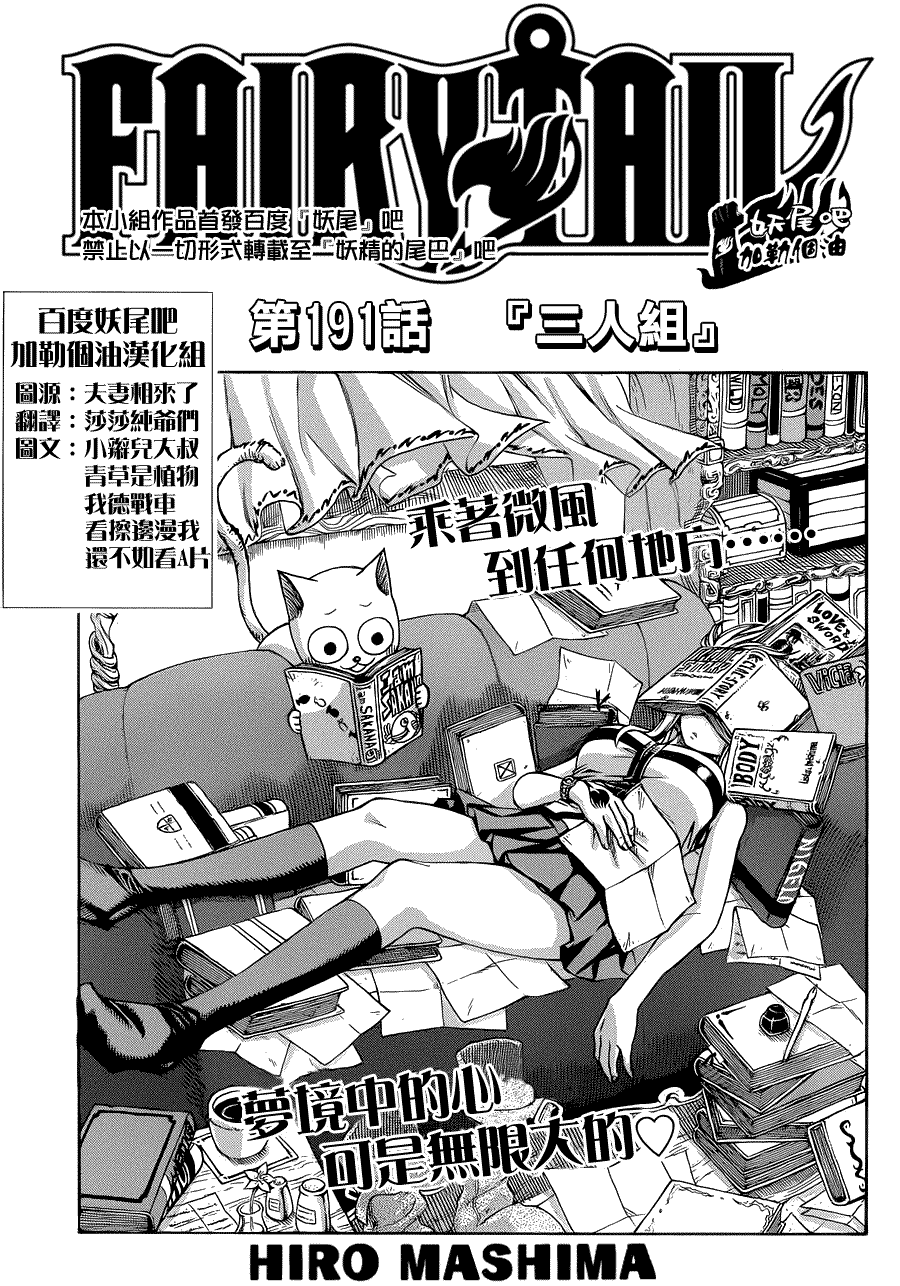 FAIRY TAIL
本小組作品首發百度『妖尾』吧
禁止以一切形式轉載至『妖精的尾巴』吧
妖尾吧
加勒個油
第191話 『三人組』
百度妖尾吧
加勒個油漢化組
圖源：夫妻相來了
翻譯：莎莎純爺們
圖文：小辮兒大叔
青草是植物
我德戰車
看擦邊漫我
還不如看A片
乘著微風
到任何地方……
WILD
MOLY
DES
LOVE &
SWORD
SAKANA
BODY
夢境中的心
可是無限大的♡
HIRO MASHIMA